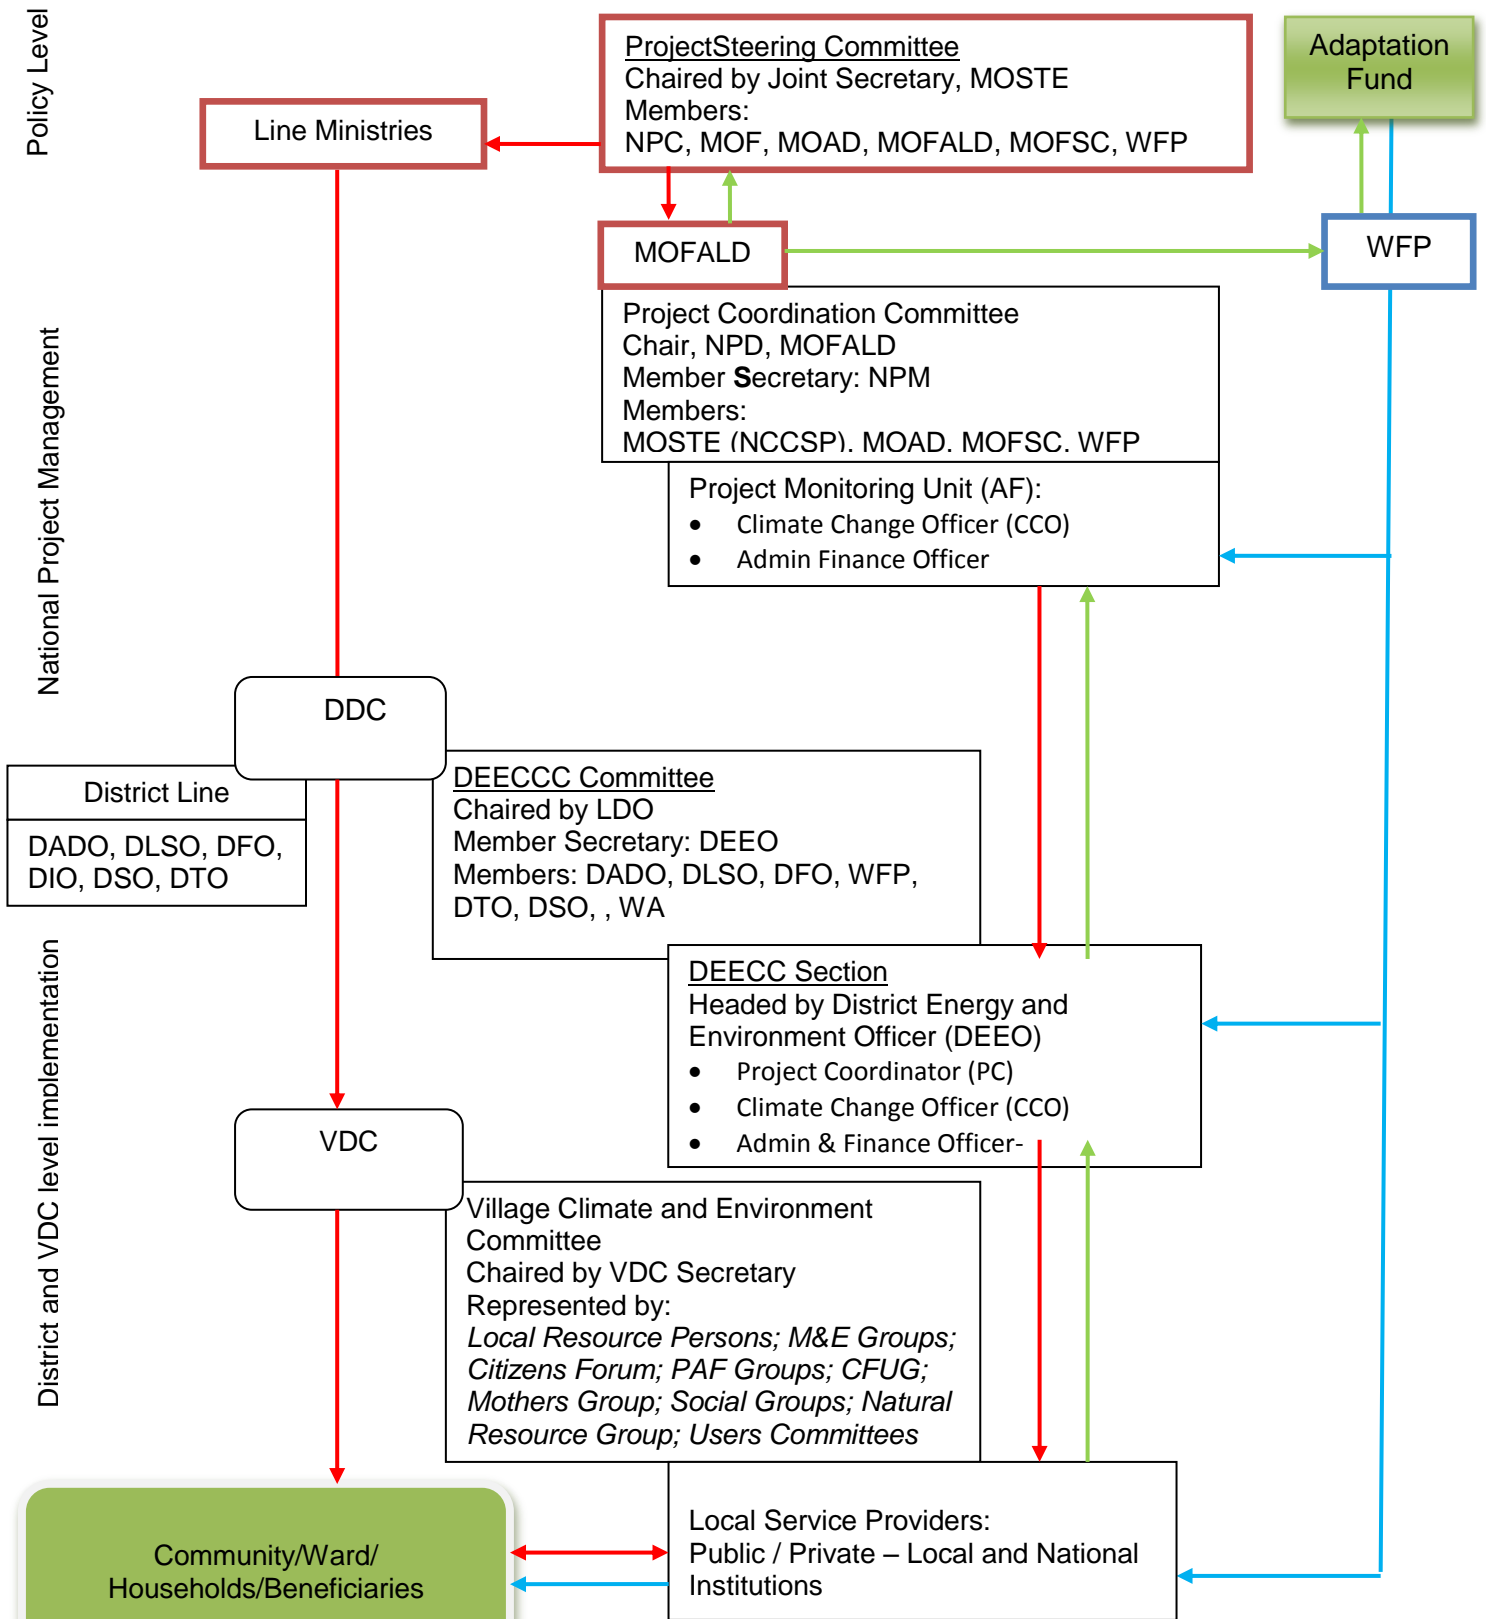 Policy Level
ProjectSteering Committee
Chaired by Joint Secretary, MOSTE
Members:
NPC, MOF, MOAD, MOFALD, MOFSC, WFP
Adaptation
Fund
Line Ministries
MOFALD
WFP
National Project Management
Project Coordination Committee
Chair, NPD, MOFALD
Member Secretary: NPM
Members:
MOSTE (NCCSP), MOAD, MOFSC, WFP
Project Monitoring Unit (AF):
• Climate Change Officer (CCO)
• Admin Finance Officer
DDC
District Line
DADO, DLSO, DFO,
DIO, DSO, DTO
DEECCC Committee
Chaired by LDO
Member Secretary: DEEO
Members: DADO, DLSO, DFO, WFP,
DTO, DSO, , WA
District and VDC level implementation
DEECC Section
Headed by District Energy and
Environment Officer (DEEO)
• Project Coordinator (PC)
• Climate Change Officer (CCO)
• Admin & Finance Officer-
VDC
Village Climate and Environment
Committee
Chaired by VDC Secretary
Represented by:
Local Resource Persons; M&E Groups;
Citizens Forum; PAF Groups; CFUG;
Mothers Group; Social Groups; Natural
Resource Group; Users Committees
Community/Ward/
Households/Beneficiaries
Local Service Providers:
Public / Private – Local and National
Institutions